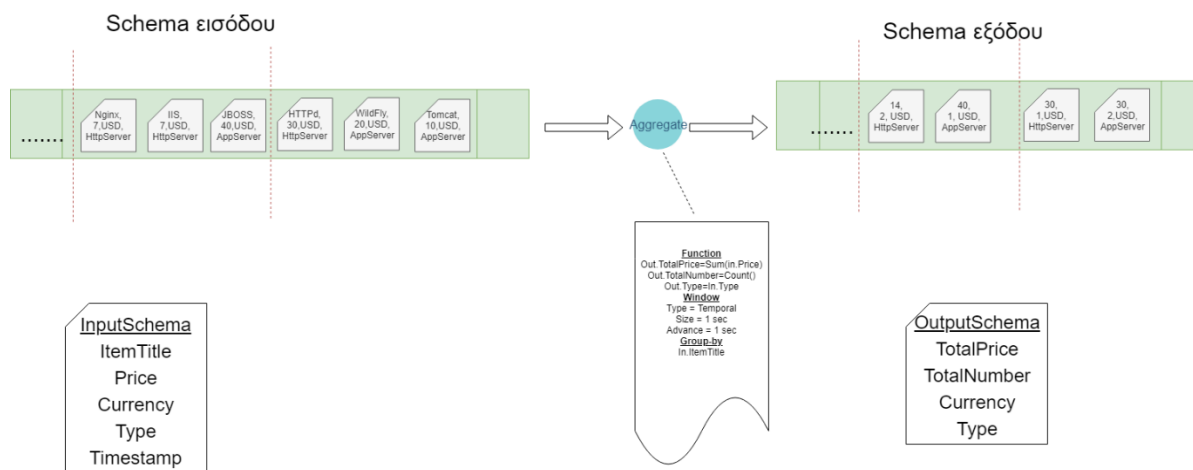 Schema εισόδου
Schema εξόδου
.......
Nginx,
7,USD,
HttpServer
IIS,
7,USD,
HttpServer
JBOSS,
40,USD,
AppServer
HTTPd,
30,USD,
HttpServer
WildFly,
20,USD,
AppServer
Tomcat,
10,USD,
AppServer
Aggregate
.......
14,
2, USD,
HttpServer
40,
1, USD,
AppServer
30,
1,USD,
HttpServer
30,
2,USD,
AppServer
Function
Out.TotalPrice=Sum(in.Price)
Out.TotalNumber=Count()
Out.Type=In.Type
Window
Type = Temporal
Size = 1 sec
Advance = 1 sec
Group-by
In.ItemTitle
InputSchema
ItemTitle
Price
Currency
Type
Timestamp
OutputSchema
TotalPrice
TotalNumber
Currency
Type